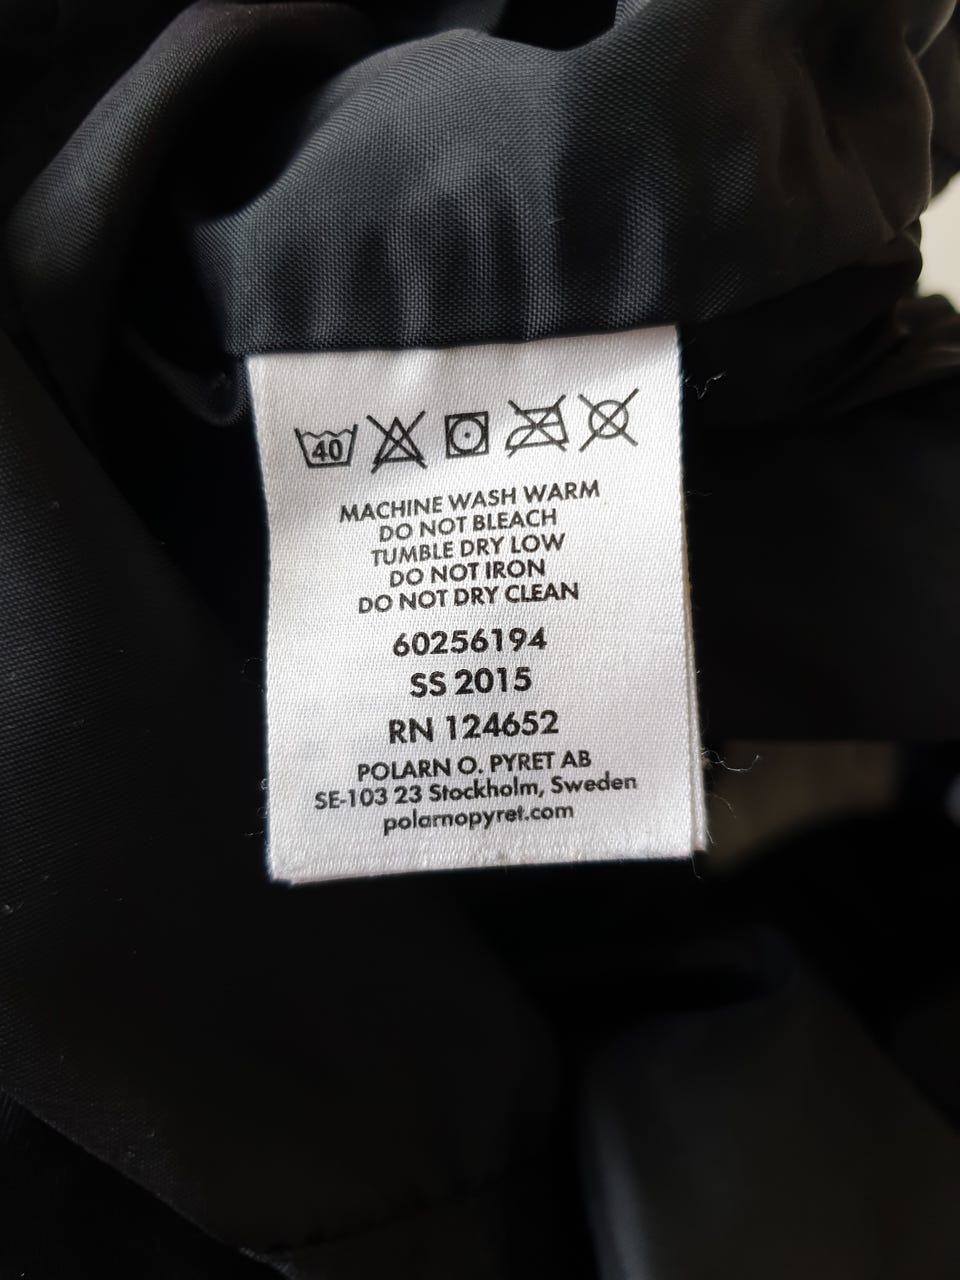 40
MACHINE WASH WARM
DO NOT BLEACH
TUMBLE DRY LOW
DO NOT IRON
DO NOT DRY CLEAN
60256194
SS 2015
RN 124652
POLARN O. PYRET AB
SE-103 23 Stockholm, Sweden
polarnopyret.com